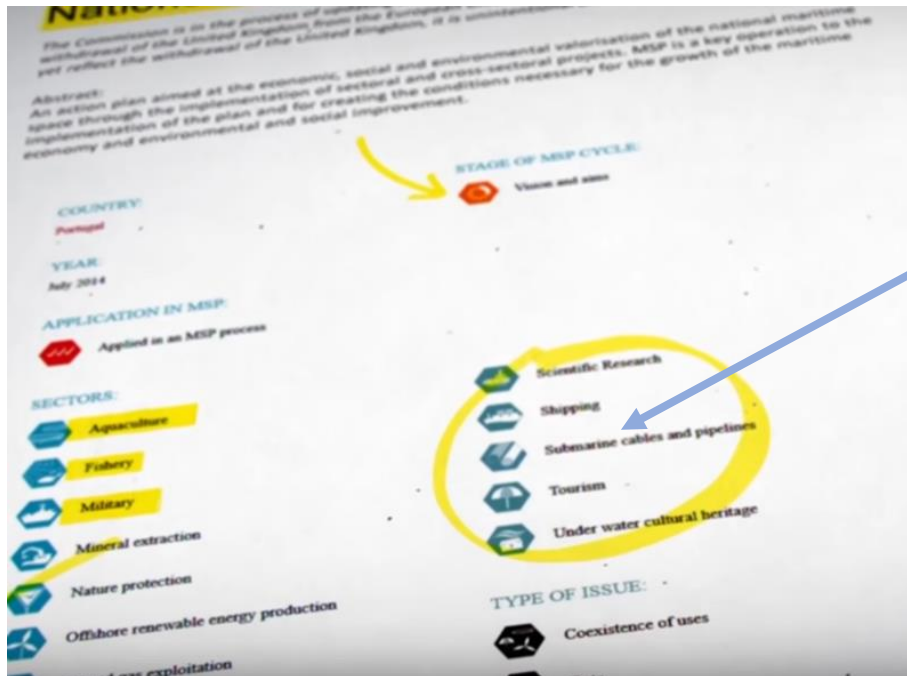 National
The Commission is in the process of
withdrawal of the United Kingdom from the European
yet reflect the withdrawal of the United Kingdom, it is
Abstract:
An action plan aimed at the economic, social and environmental valorisation of the national maritime
space through the implementation of sectoral and cross-sectoral projects. MSP is a key operation to the
implementation of the plan and for creating the conditions necessary for the growth of the maritime
economy and environmental and social improvement.
COUNTRY:
Portugal
YEAR:
July 2014
APPLICATION IN MSP:
Applied in an MSP process
SECTORS:
Aquaculture
Fishery
Military
Mineral extraction
Nature protection
Offshore renewable energy production
gas exploitation
STAGE OF MSP CYCLE:
Vision and aims
Scientific Research
Shipping
Submarine cables and pipelines
Tourism
Under water cultural heritage
TYPE OF ISSUE:
Coexistence of uses